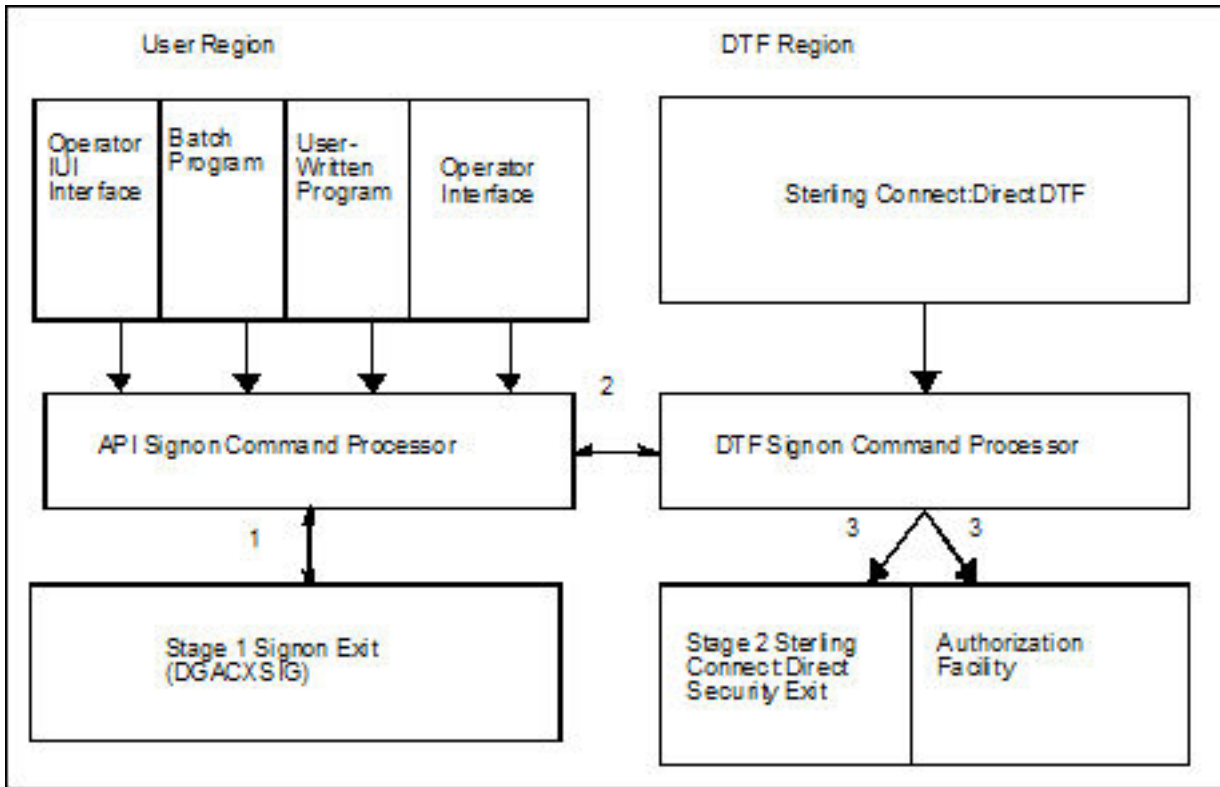 User Region
DTF Region
Operator
IUI
Interface
Batch
Program
User-
Written
Program
Operator
Interface
Sterling Connect:Direct DTF
2
API Signon Command Processor
DTF Signon Command Processor
1
3
3
Stage 1 Signon Exit
(DGACXSIG)
Stage 2 Sterling
Connect:Direct
Security Exit
Authorization
Facility